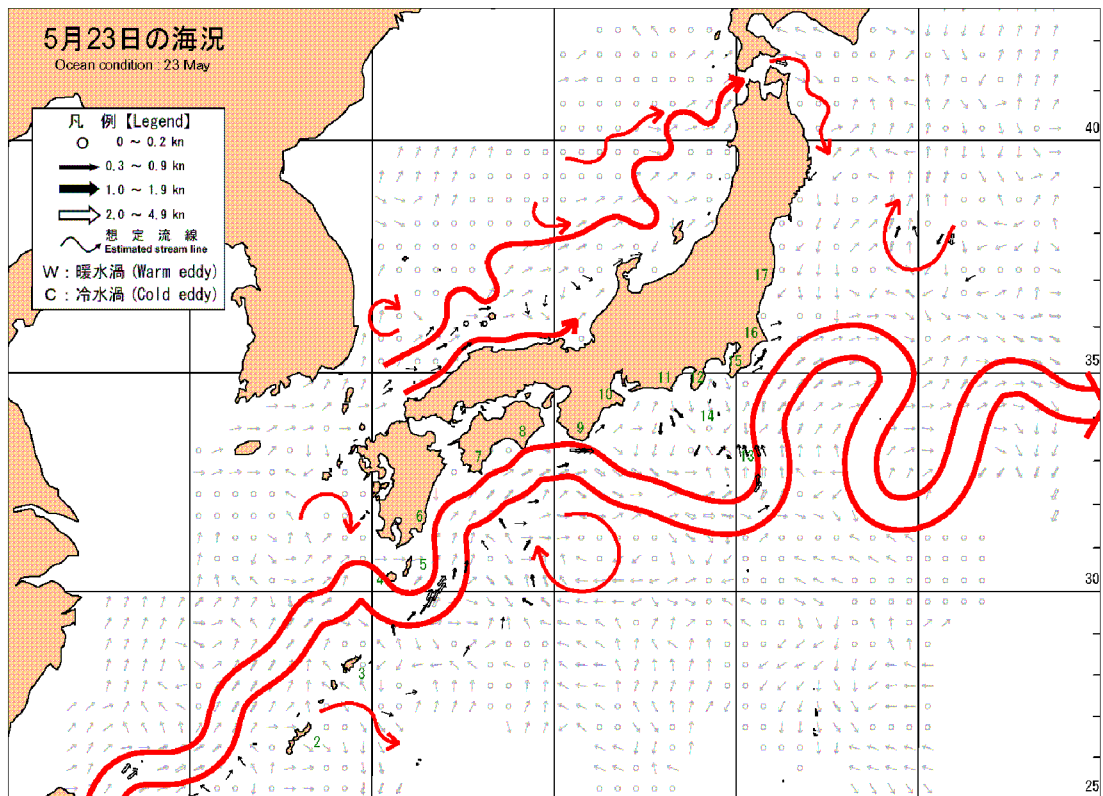 5月23日の海況
Ocean condition : 23 May
凡 例【Legend】
0 ～ 0.2 kn
0.3 ～ 0.9 kn
1.0 ～ 1.9 kn
2.0 ～ 4.9 kn
想 定 流 線
Estimated stream line
W : 暖水渦 (Warm eddy)
C : 冷水渦 (Cold eddy)
40
17
16
15
35
12
11
10
14
9
8
7
13
6
5
4
30
3
2
25